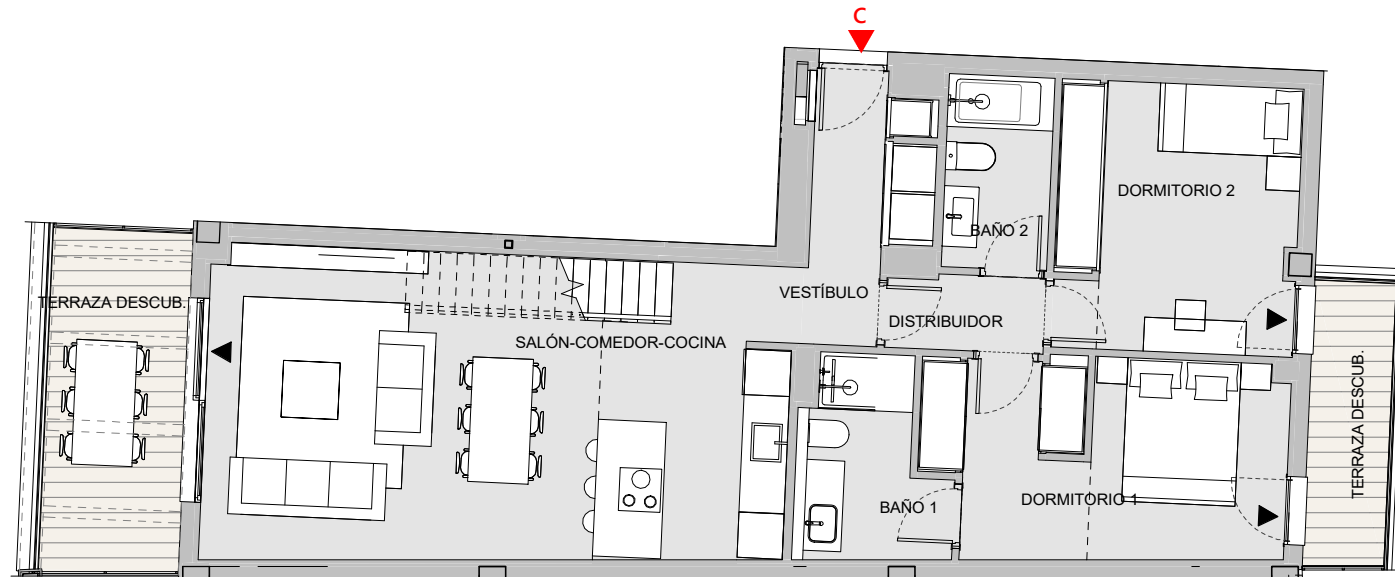 C
DORMITORIO 2
BAÑO 2
TERRAZA DESCUB.
VESTÍBULO
DISTRIBUIDOR
SALÓN-COMEDOR-COCINA
TERRAZA DESCUB.
BAÑO 1
DORMITORIO 1